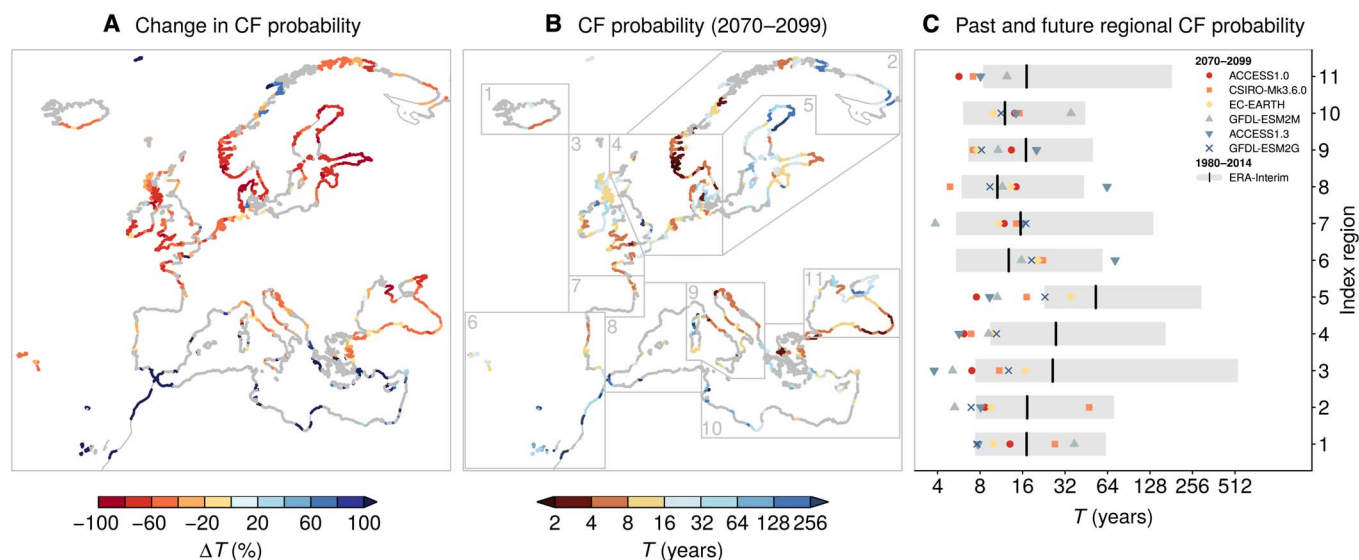 A Change in CF probability
B CF probability (2070–2099)
C Past and future regional CF probability
1
2
3
4
5
6
7
8
9
10
11
2070–2099
ACCESS1.0
CSIRO-Mk3.6.0
EC-EARTH
GFDL-ESM2M
ACCESS1.3
GFDL-ESM2G
1980–2014
ERA-Interim
11
10
9
8
7
6
5
4
3
2
1
Index region
−100 −60 −20 20 60 100
ΔT (%)
2 4 8 16 32 64 128 256
T (years)
4 8 16 32 64 128 256 512
T (years)